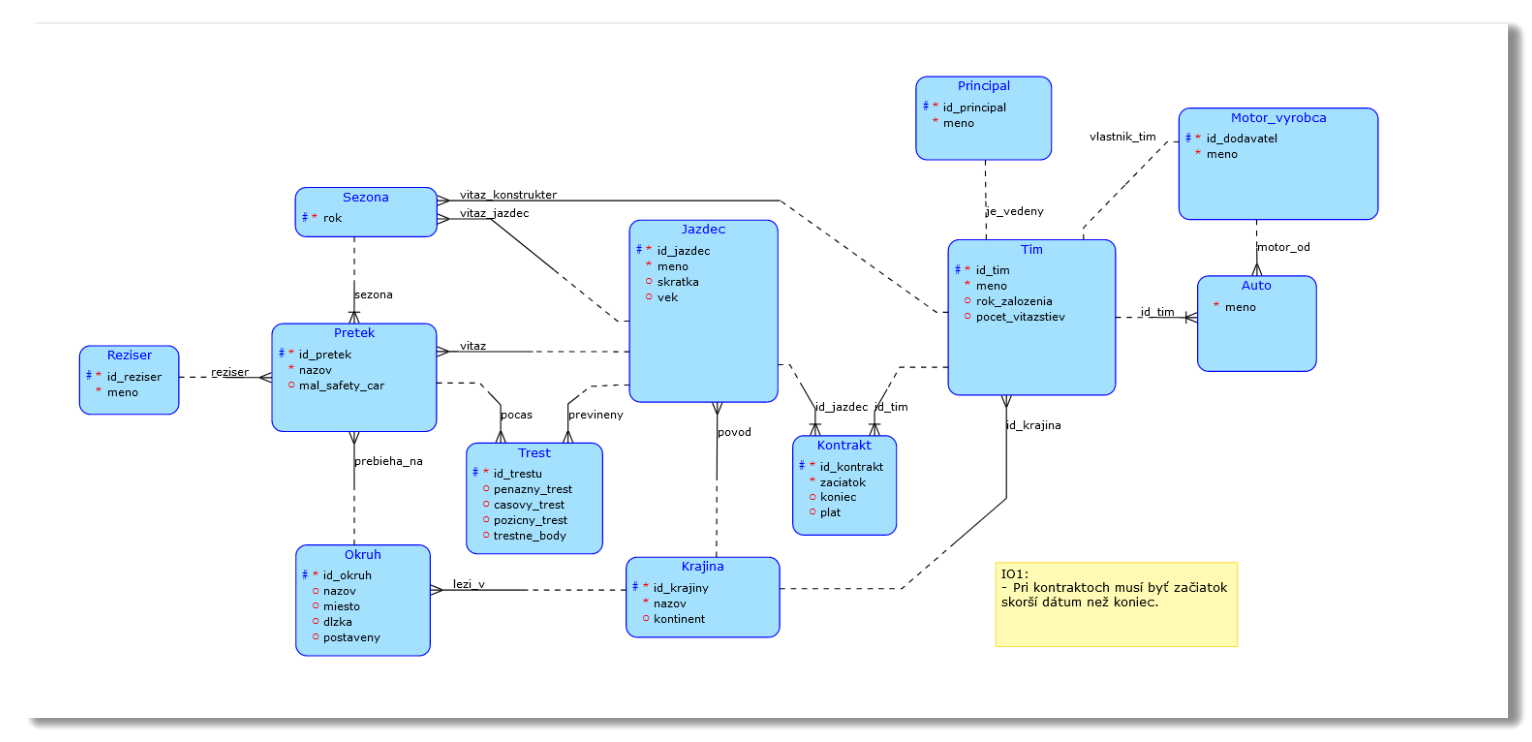 Principal
# * id_principal
* meno
Motor_vyrobca
# * id_dodavatel
* meno
vlastnik_tim
Sezona
# * rok
vitaz_konstrukter
vitaz_jazdec
je_vedeny
Jazdec
# * id_jazdec
* meno
o skratka
o vek
Tim
# * id_tim
* meno
o rok_zalozenia
o pocet_vitazstiev
motor_od
Auto
* meno
id_tim
sezona
Pretek
# * id_pretek
* nazov
o mal_safety_car
vitaz
Reziser
# * id_reziser
* meno
reziser
pocas
previneny
id_jazdec
id_tim
povod
id_krajina
prebieha_na
Trest
# * id_trestu
o penazny_trest
o casovy_trest
o pozicny_trest
o trestne_body
Kontrakt
# * id_kontrakt
* zaciatok
o koniec
o plat
Okruh
# * id_okruh
o nazov
o miesto
o dlzka
o postaveny
lezi_v
Krajina
# * id_krajiny
* nazov
o kontinent
IO1:
- Pri kontraktoch musí byť začiatok
skorší dátum než koniec.